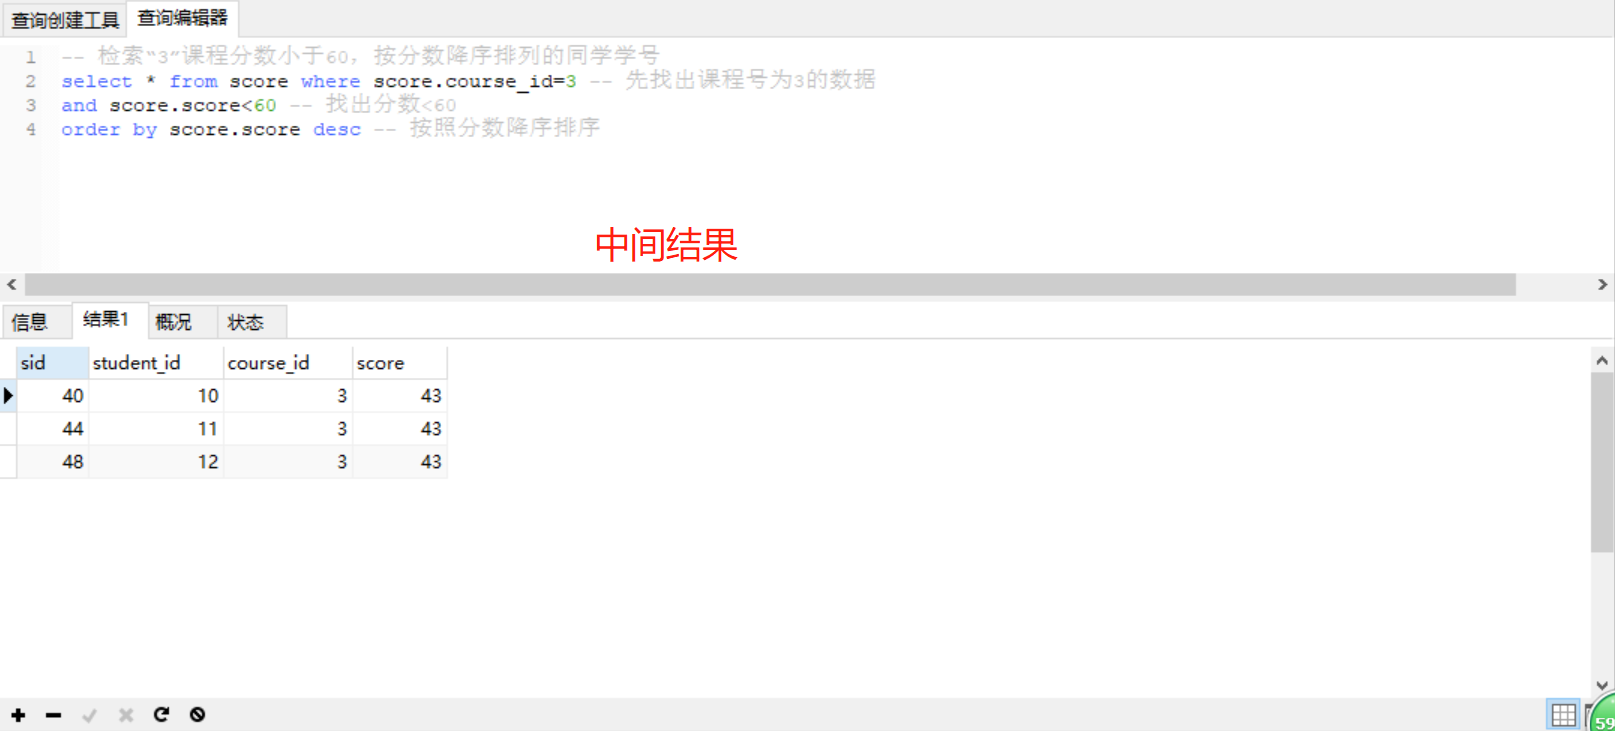 查询创建工具 查询编辑器
1 -- 检索“3”课程分数小于60，按分数降序排列的同学学号
2 select * from score where score.course_id=3 -- 先找出课程号为3的数据
3 and score.score<60 -- 找出分数<60
4 order by score.score desc -- 按照分数降序排序
中间结果
信息 结果1 概况 状态
sid student_id course_id score
40 10 3 43
44 11 3 43
48 12 3 43
59